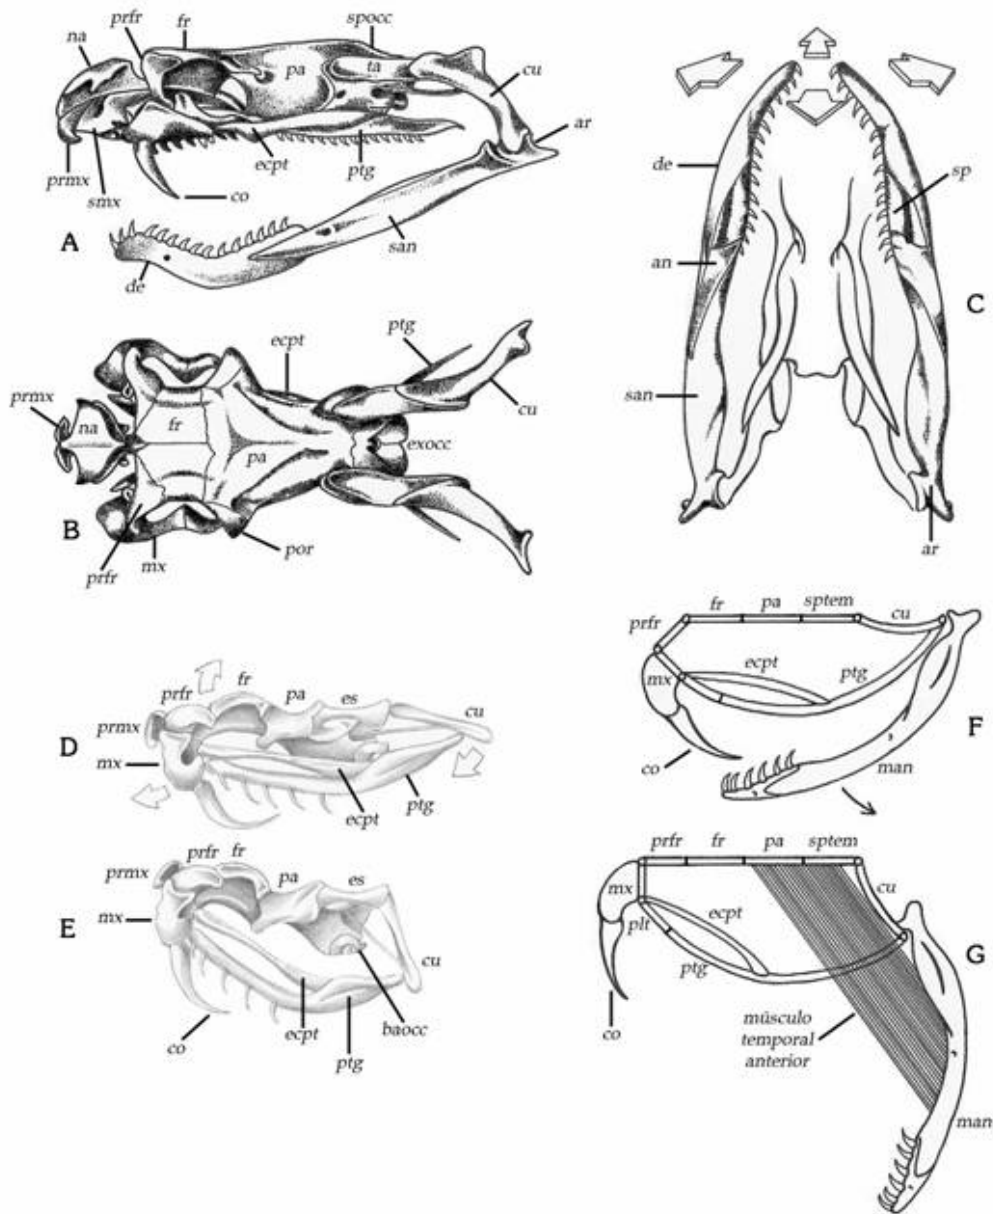 prfr
fr
spocc
na
pa
ta
cu
ar
prmx
smx
ecpt
ptg
co
A
san
de
ecpt
ptg
prmx
na
fr
cu
pa
exocc
B
prfr
mx
por
de
sp
an
C
san
ar
fr
prfr
pa
es
prmx
cu
D
mx
ecpt
ptg
prfr
fr
prmx
pa
es
mx
E
cu
co
ecpt
baocc
ptg
fr
pa
sptem
prfr
cu
ecpt
mx
ptg
F
co
man
prfr
fr
pa
sptem
mx
cu
ecpt
plt
G
ptg
co
músculo
temporal
anterior
man